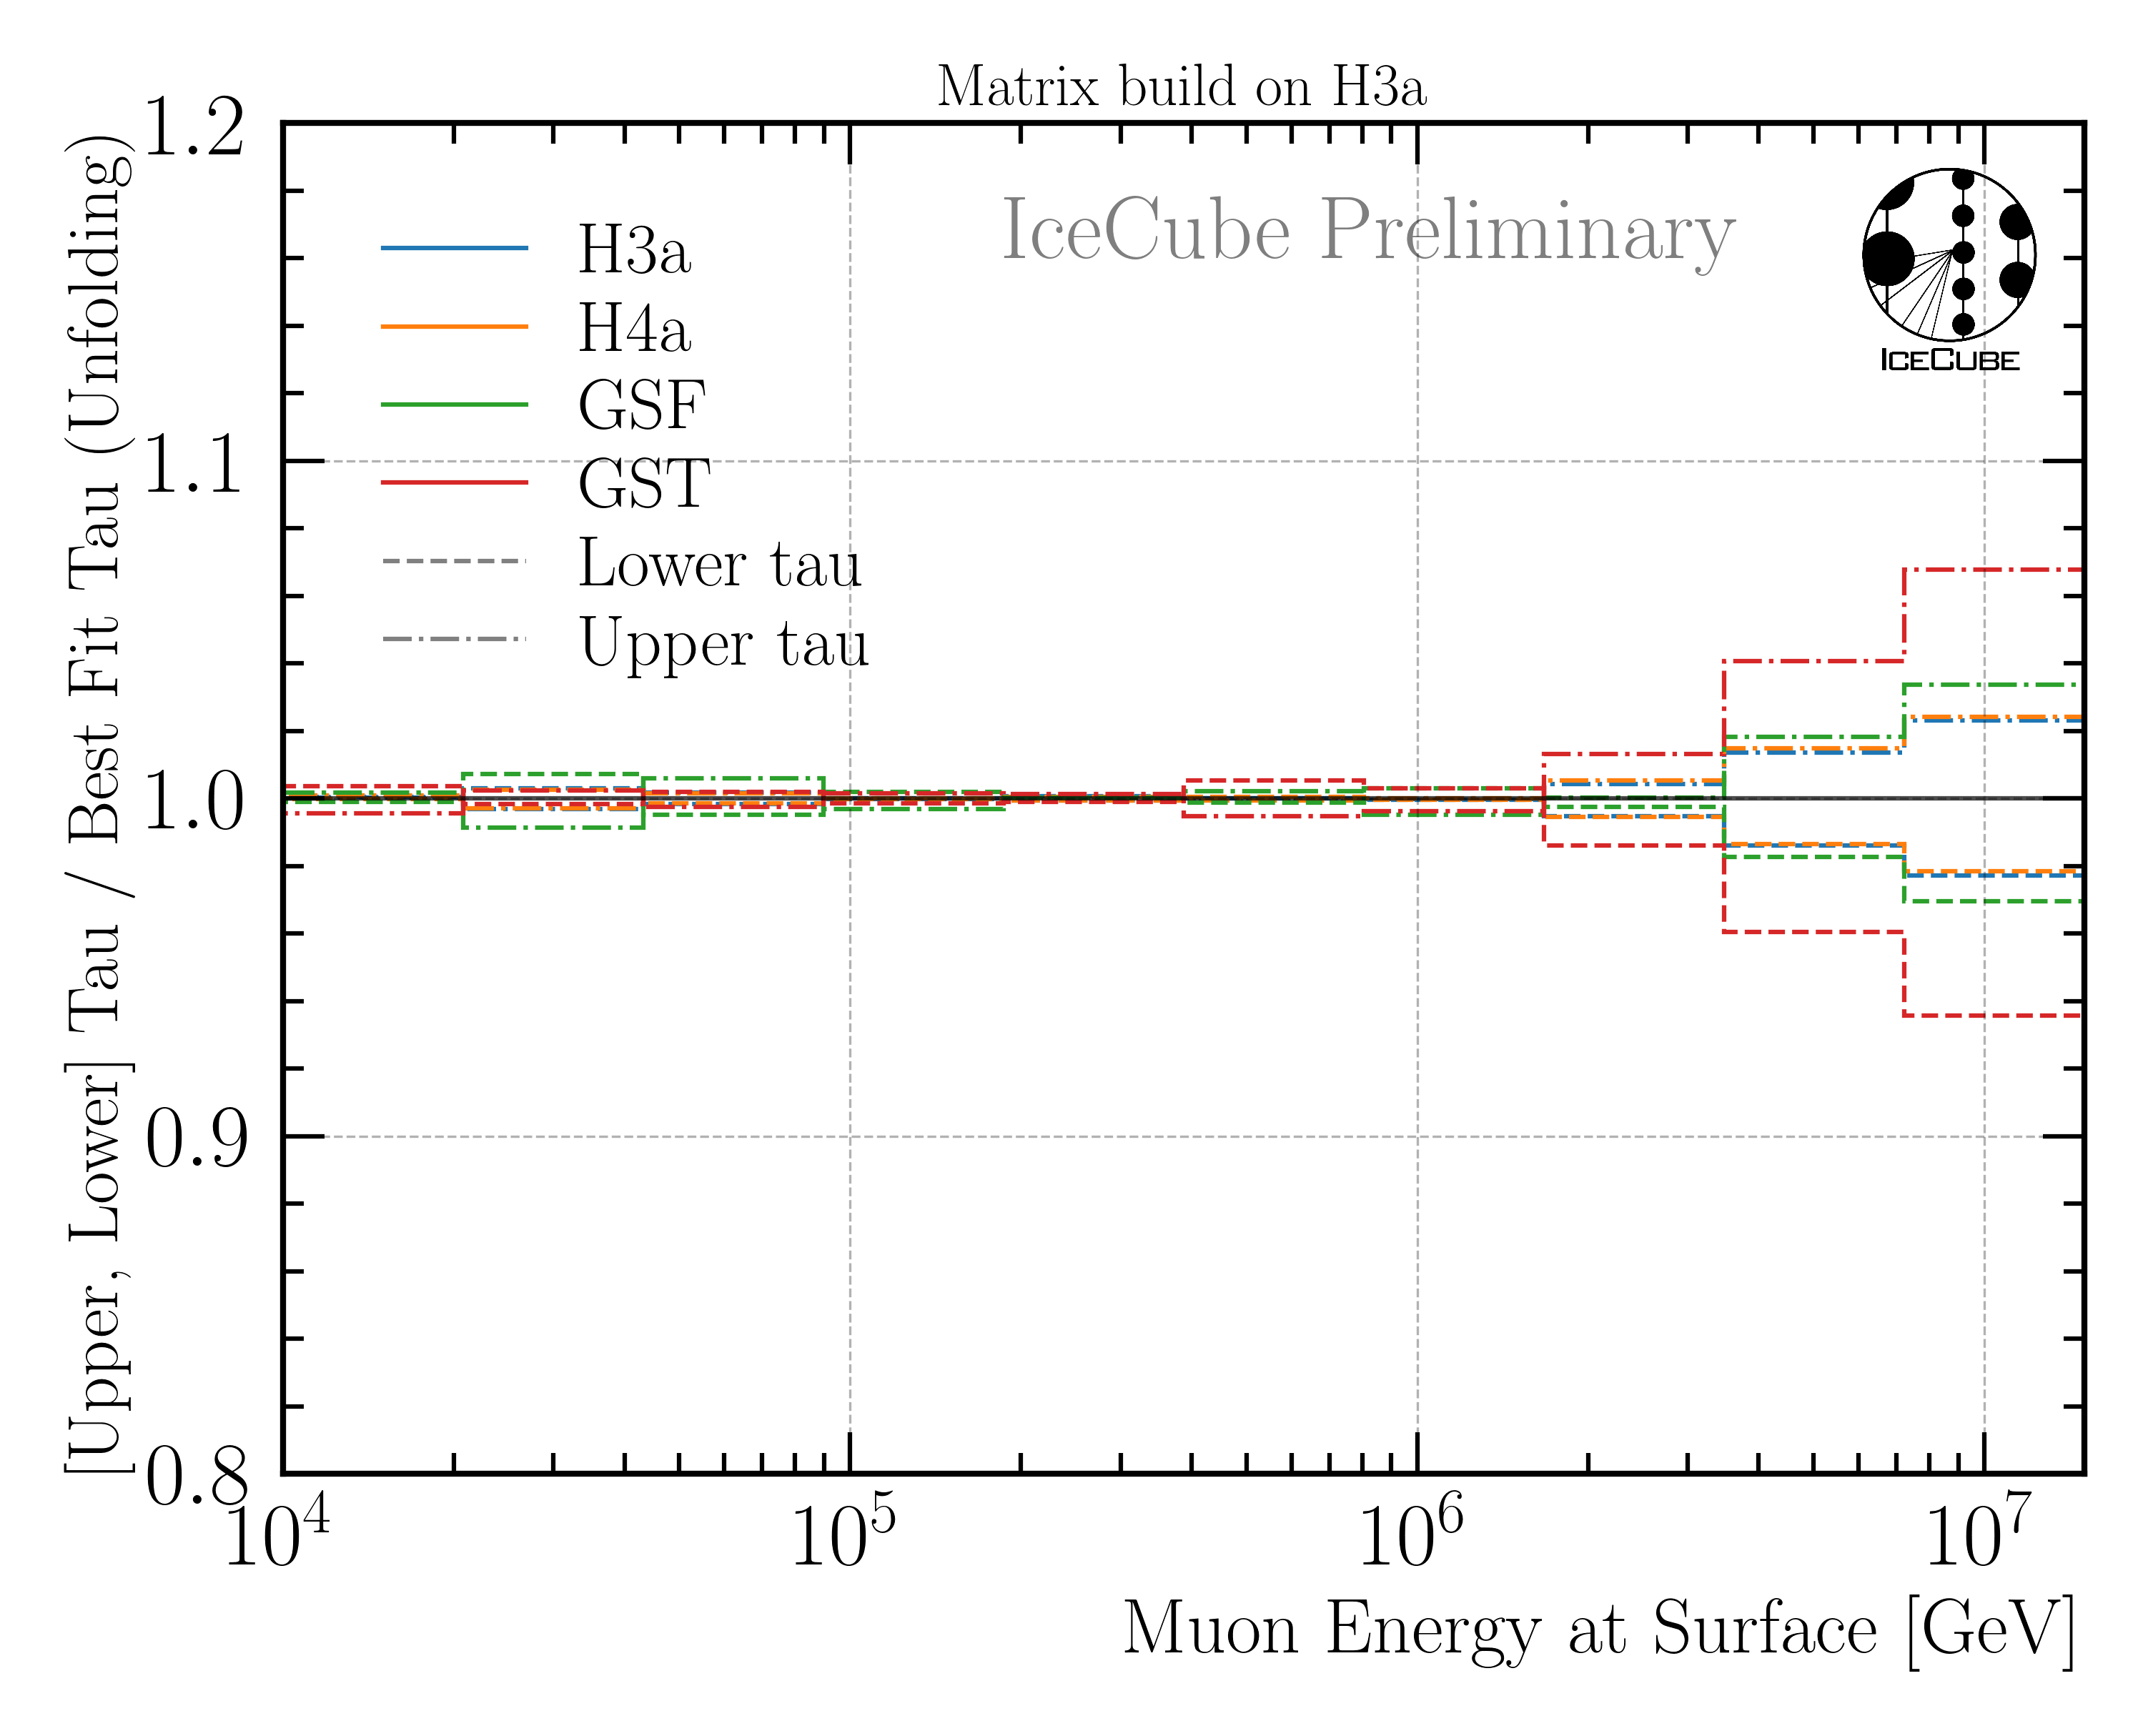 Matrix build on H3a
[Upper, Lower] Tau / Best Fit Tau (Unfolding)
1.2
1.1
1.0
0.9
0.8
IceCube Preliminary
ICECUBE
H3a
H4a
GSF
GST
Lower tau
Upper tau
10^4 10^5 10^6 10^7
Muon Energy at Surface [GeV]